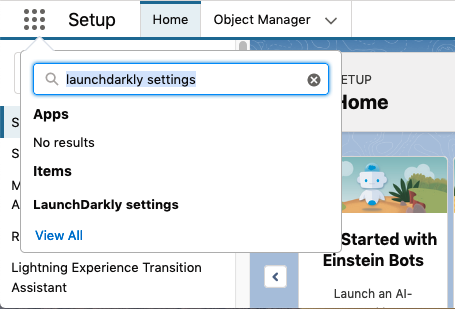 Setup
Home
Object Manager
launchdarkly settings
Apps
No results
Items
LaunchDarkly settings
View All
S
S
M
A
R
Lightning Experience Transition
Assistant
SETUP
Home
Started with
Einstein Bots
Launch an AI-